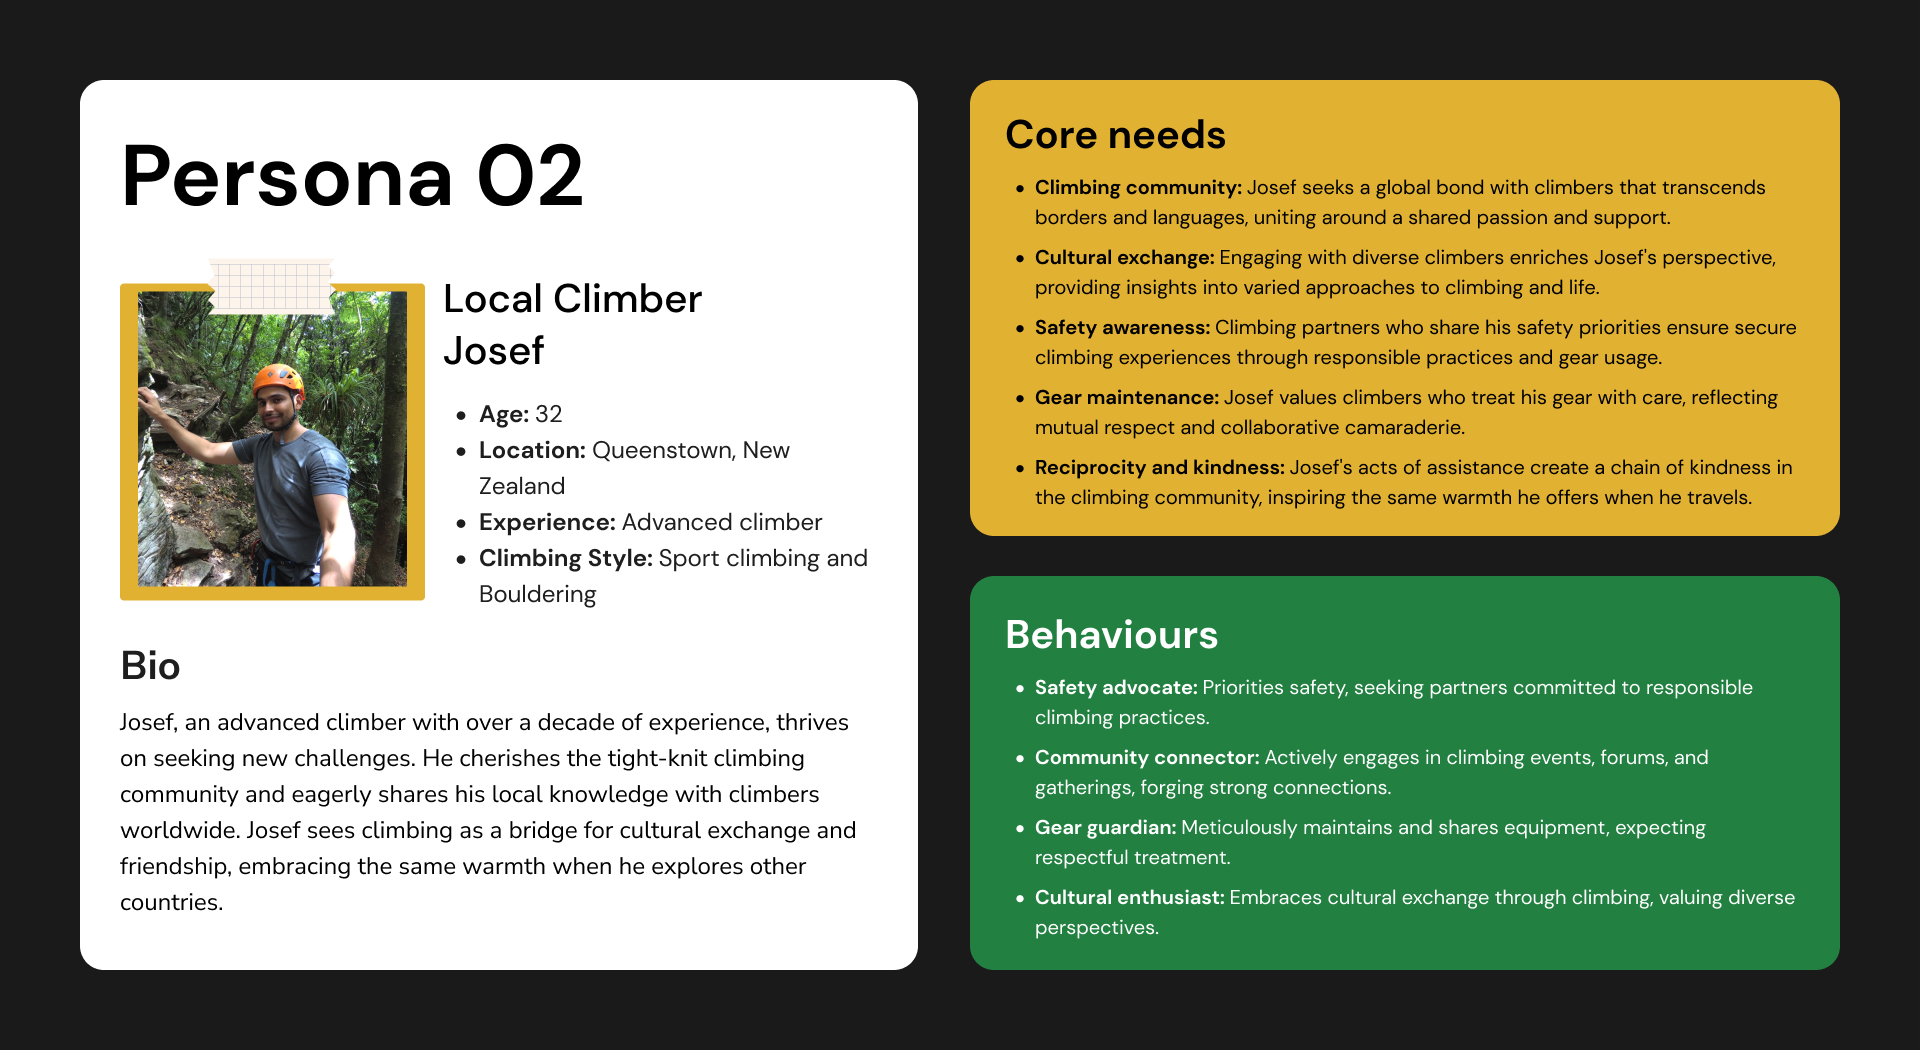 Persona 02
Local Climber
Josef
• Age: 32
• Location: Queenstown, New
Zealand
• Experience: Advanced climber
• Climbing Style: Sport climbing and
Bouldering
Bio
Josef, an advanced climber with over a decade of experience, thrives
on seeking new challenges. He cherishes the tight-knit climbing
community and eagerly shares his local knowledge with climbers
worldwide. Josef sees climbing as a bridge for cultural exchange and
friendship, embracing the same warmth when he explores other
countries.
Core needs
• Climbing community: Josef seeks a global bond with climbers that transcends
borders and languages, uniting around a shared passion and support.
• Cultural exchange: Engaging with diverse climbers enriches Josef's perspective,
providing insights into varied approaches to climbing and life.
• Safety awareness: Climbing partners who share his safety priorities ensure secure
climbing experiences through responsible practices and gear usage.
• Gear maintenance: Josef values climbers who treat his gear with care, reflecting
mutual respect and collaborative camaraderie.
• Reciprocity and kindness: Josef's acts of assistance create a chain of kindness in
the climbing community, inspiring the same warmth he offers when he travels.
Behaviours
• Safety advocate: Priorities safety, seeking partners committed to responsible
climbing practices.
• Community connector: Actively engages in climbing events, forums, and
gatherings, forging strong connections.
• Gear guardian: Meticulously maintains and shares equipment, expecting
respectful treatment.
• Cultural enthusiast: Embraces cultural exchange through climbing, valuing diverse
perspectives.